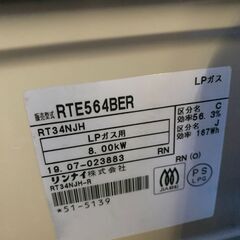 LPガス
販売型式 RTE564BER
区分名 C
効率56.3%
RT34NJH
区分名 J
効率 167Wh
LPガス用
8.00kW
RN (O)
19.07-023883
RN
リンナイ株式会社
RT34NJH-R
JIA
PS
LPG
*51-5139